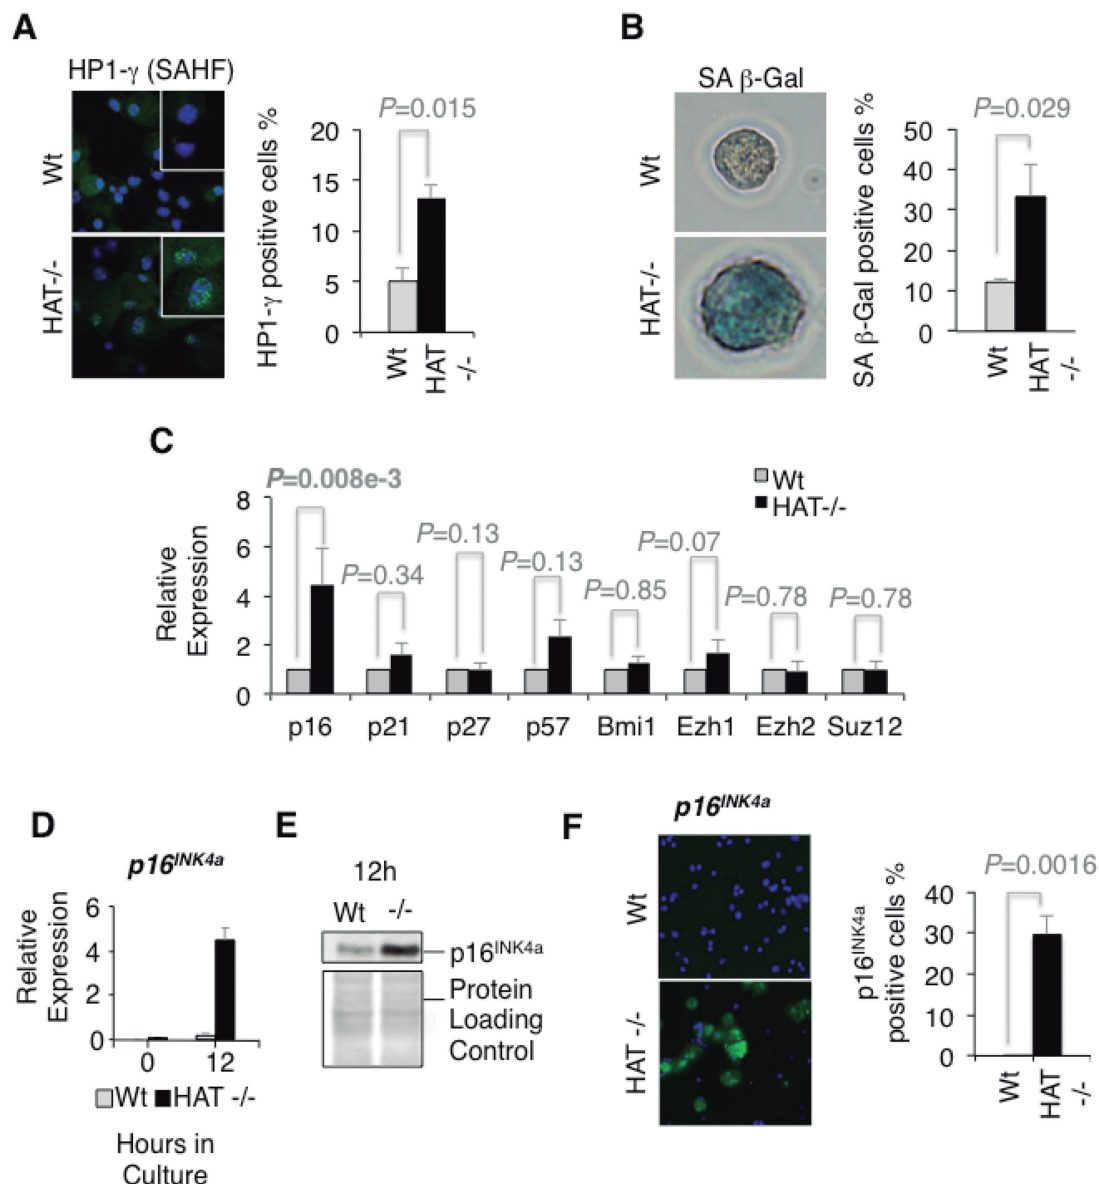 A
HP1-γ (SAHF)
Wt
HAT-/-
HP1-γ positive cells %
P=0.015
20
15
10
5
0
Wt
HAT
-/-
B
SA β-Gal
Wt
HAT-/-
SA β-Gal positive cells %
P=0.029
50
40
30
20
10
0
Wt
HAT
-/-
C
P=0.008e-3
P=0.34
P=0.13
P=0.13
P=0.85
P=0.07
P=0.78
P=0.78
Wt
HAT-/-
Relative
Expression
8
6
4
2
0
p16 p21 p27 p57 Bmi1 Ezh1 Ezh2 Suz12
D
p16INK4a
Relative
Expression
6
4
2
0
0 12
Wt HAT -/-
Hours in
Culture
E
12h
Wt -/-
p16INK4a
Protein
Loading
Control
F
p16INK4a
Wt
HAT -/-
p16INK4a
positive cells %
P=0.0016
40
30
20
10
0
Wt
HAT
-/-